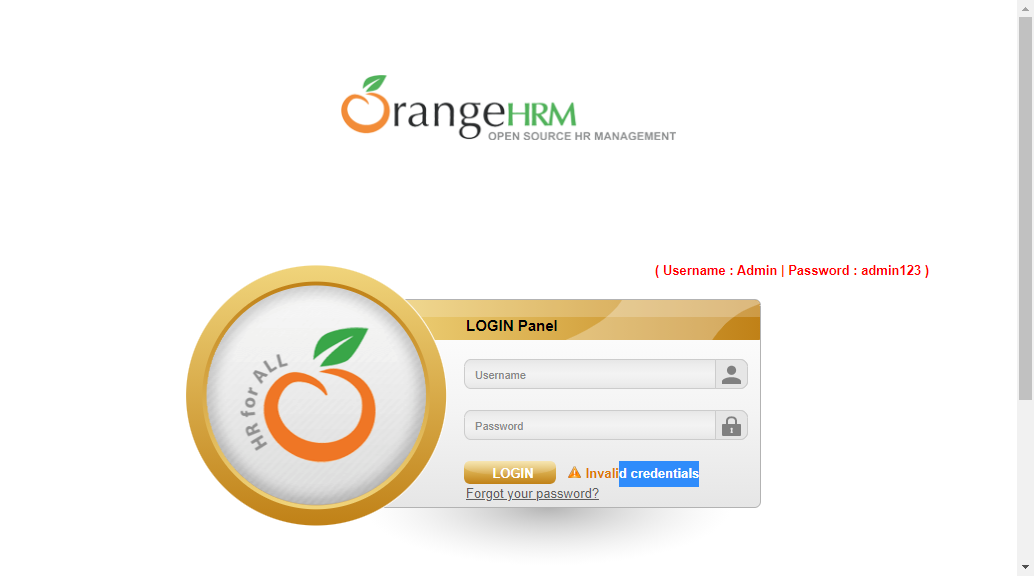 OrangeHRM
OPEN SOURCE HR MANAGEMENT
( Username : Admin | Password : admin123 )
HR for ALL
LOGIN Panel
Username
Password
LOGIN
Invalid credentials
Forgot your password?